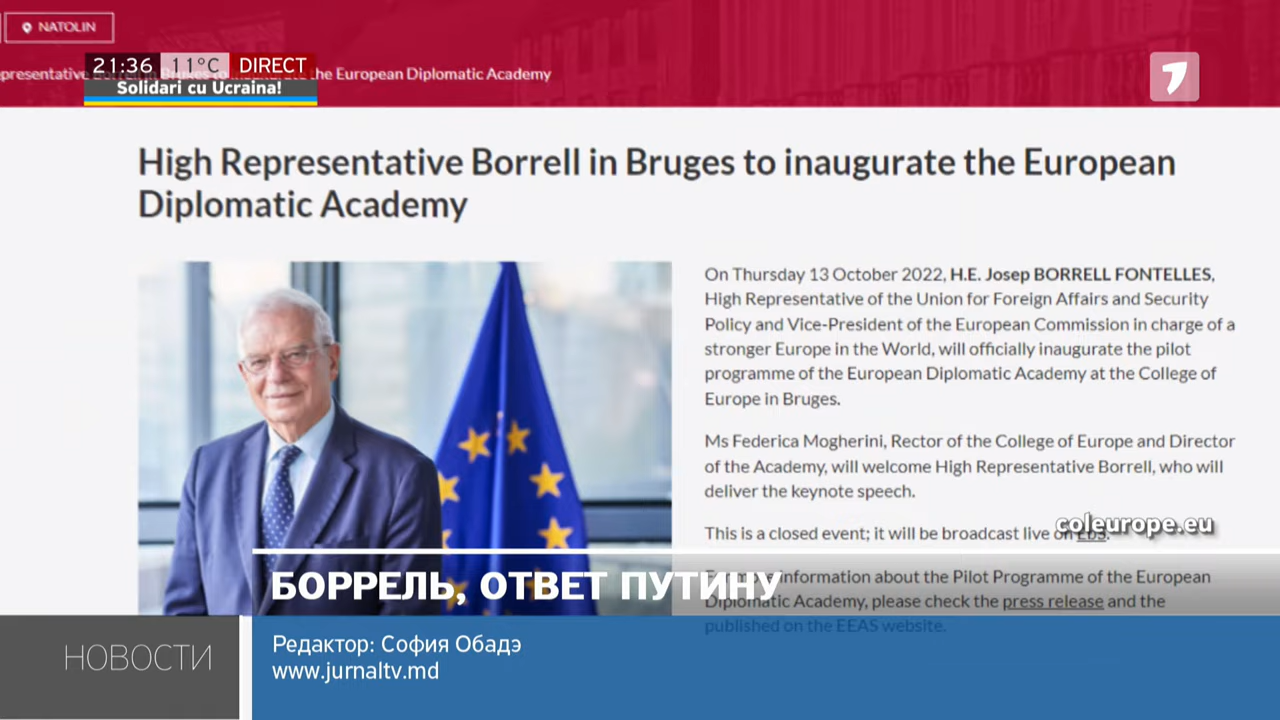 NATOLIN
21:36 11°C DIRECT
presentative Borrell in Bruges to inaugurate the European Diplomatic Academy
Solidari cu Ucraina!
High Representative Borrell in Bruges to inaugurate the European
Diplomatic Academy
On Thursday 13 October 2022, H.E. Josep BORRELL FONTELLES,
High Representative of the Union for Foreign Affairs and Security
Policy and Vice-President of the European Commission in charge of a
stronger Europe in the World, will officially inaugurate the pilot
programme of the European Diplomatic Academy at the College of
Europe in Bruges.
Ms Federica Mogherini, Rector of the College of Europe and Director
of the Academy, will welcome High Representative Borrell, who will
deliver the keynote speech.
This is a closed event; it will be broadcast live on EBS.
coleurope.eu
information about the Pilot Programme of the European
Diplomatic Academy, please check the press release and the
published on the EEAS website.
БОРРЕЛЬ, ОТВЕТ ПУТИНУ
НОВОСТИ
Редактор: София Обадэ
www.jurnaltv.md